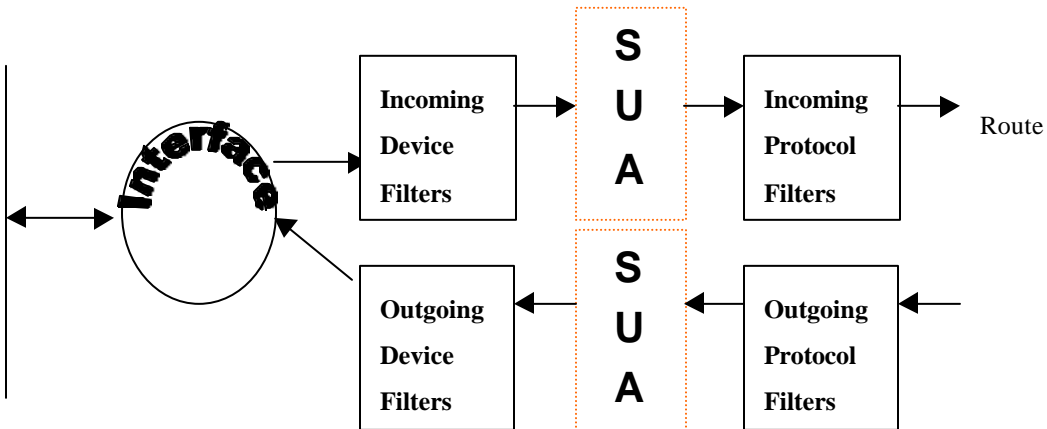 Interface
Incoming
Device
Filters
S
U
A
Incoming
Protocol
Filters
Route
Outgoing
Device
Filters
S
U
A
Outgoing
Protocol
Filters